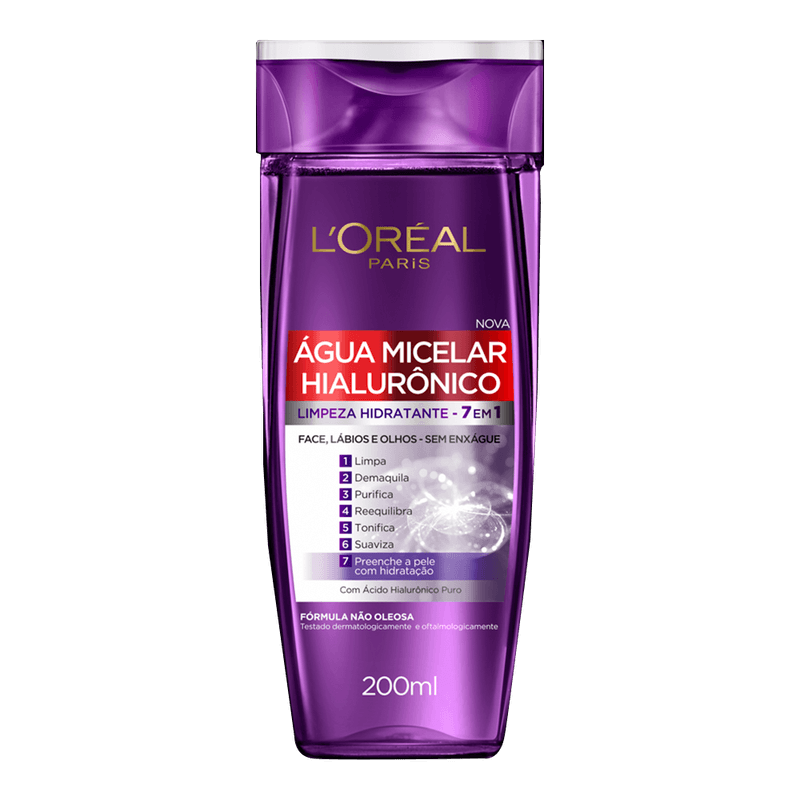 L'ORÉAL
PARIS
NOVA
ÁGUA MICELAR
HIALURÔNICO
LIMPEZA HIDRATANTE - 7 EM 1
FACE, LÁBIOS E OLHOS - SEM ENXÁGUE
1 Limpa
2 Demaquila
3 Purifica
4 Reequilibra
5 Tonifica
6 Suaviza
7 Preenche a pele
com hidratação
Com Ácido Hialurônico Puro
FÓRMULA NÃO OLEOSA
Testado dermatologicamente e oftalmologicamente
200ml